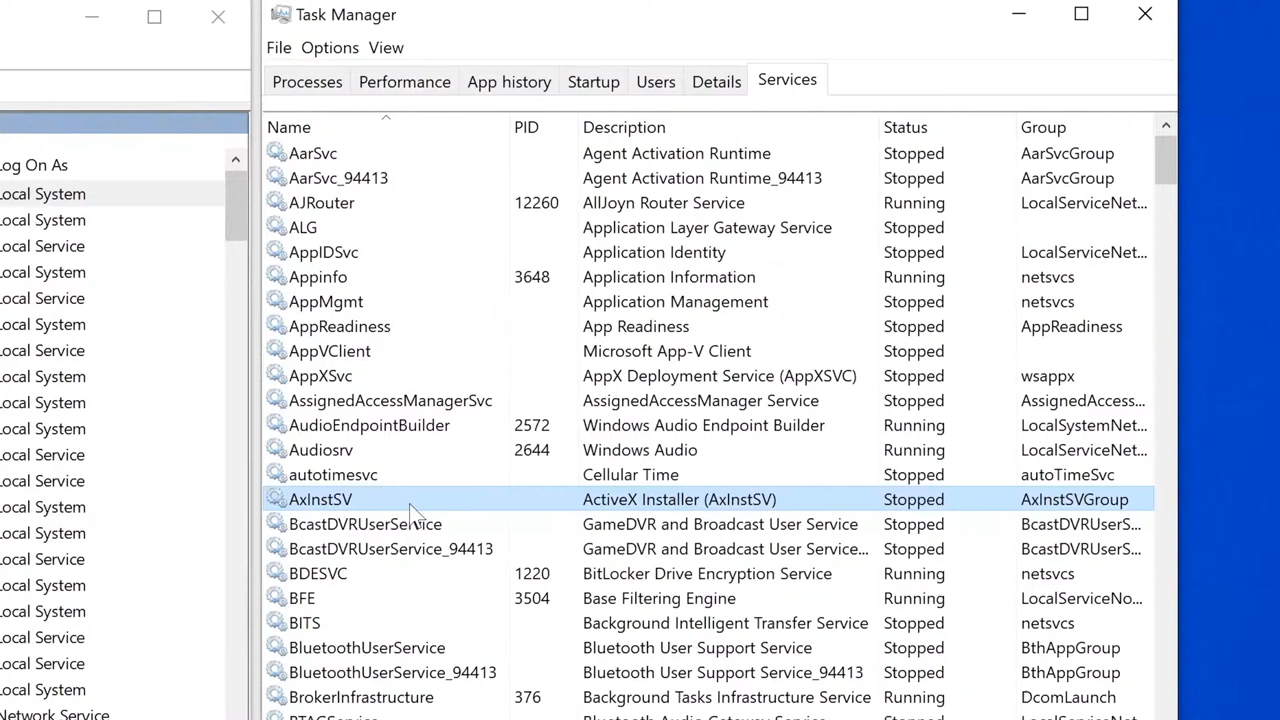 Task Manager
File Options View
Processes Performance App history Startup Users Details Services
Name PID Description Status Group
AarSvc Agent Activation Runtime Stopped AarSvcGroup
AarSvc_94413 Agent Activation Runtime_94413 Stopped AarSvcGroup
AJRouter 12260 AllJoyn Router Service Running LocalServiceNet...
ALG Application Layer Gateway Service Stopped
AppIDSvc Application Identity Stopped LocalServiceNet...
Appinfo 3648 Application Information Running netsvcs
AppMgmt Application Management Stopped netsvcs
AppReadiness App Readiness Stopped AppReadiness
AppVClient Microsoft App-V Client Stopped
AppXSvc AppX Deployment Service (AppXSVC) Stopped wsappx
AssignedAccessManagerSvc AssignedAccessManager Service Stopped AssignedAccess...
AudioEndpointBuilder 2572 Windows Audio Endpoint Builder Running LocalSystemNet...
Audiosrv 2644 Windows Audio Running LocalServiceNet...
autotimesvc Cellular Time Stopped autoTimeSvc
AxInstSV ActiveX Installer (AxInstSV) Stopped AxInstSVGroup
BcastDVRUserService GameDVR and Broadcast User Service Stopped BcastDVRUserS...
BcastDVRUserService_94413 GameDVR and Broadcast User Service... Stopped BcastDVRUserS...
BDESVC 1220 BitLocker Drive Encryption Service Running netsvcs
BFE 3504 Base Filtering Engine Running LocalServiceNo...
BITS Background Intelligent Transfer Service Stopped netsvcs
BluetoothUserService Bluetooth User Support Service Stopped BthAppGroup
BluetoothUserService_94413 Bluetooth User Support Service_94413 Stopped BthAppGroup
BrokerInfrastructure 376 Background Tasks Infrastructure Service Running DcomLaunch
Log On As
Local System
Local System
Local Service
Local System
Local Service
Local System
Local Service
Local System
Local System
Local System
Local Service
Local System
Local Service
Local System
Local Service
Local System
Local System
Local Service
Local Service
Local System
Network Service